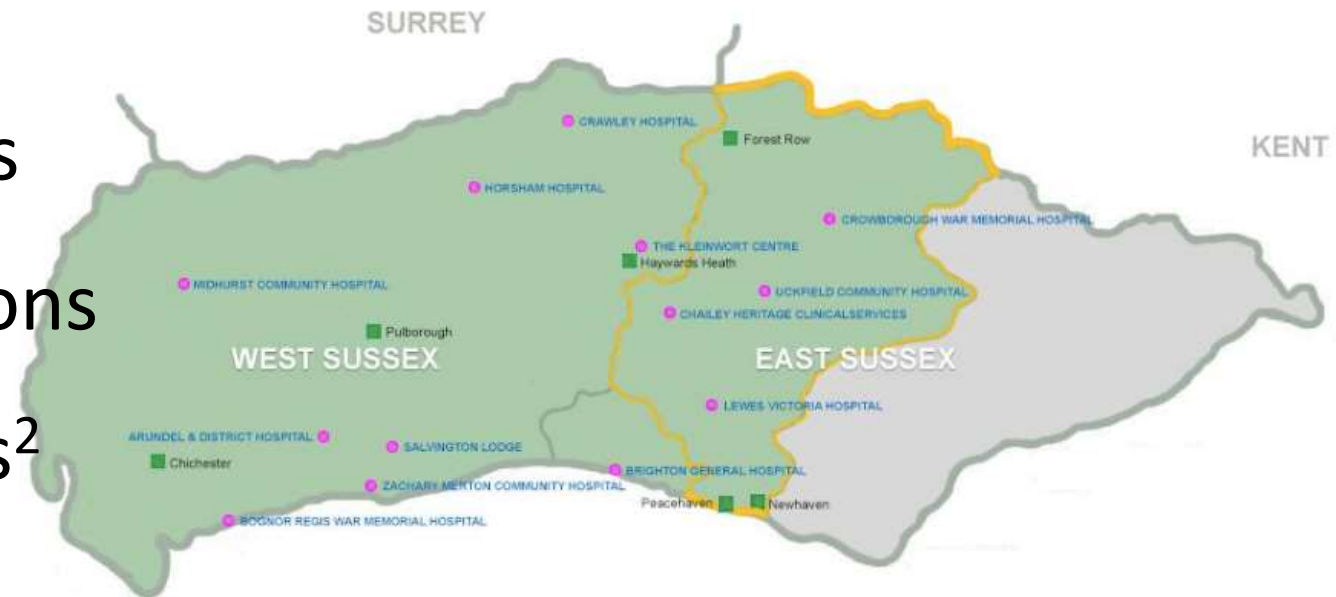 SURREY
CRAWLEY HOSPITAL
Forest Row
KENT
s
HORSHAM HOSPITAL
CROWBOROUGH WAR MEMORIAL HOSPITAL
THE KLEINWORT CENTRE
Haywards Heath
MIDHURST COMMUNITY HOSPITAL
UCKFIELD COMMUNITY HOSPITAL
ons
CHAILEY HERITAGE CLINICALSERVICES
Pulborough
WEST SUSSEX
EAST SUSSEX
LEWES VICTORIA HOSPITAL
ARUNDEL & DISTRICT HOSPITAL
SALVINGTON LODGE
s²
Chichester
BRIGHTON GENERAL HOSPITAL
ZACHARY MERTON COMMUNITY HOSPITAL
Peacehaven
Newhaven
BOGNOR REGIS WAR MEMORIAL HOSPITAL